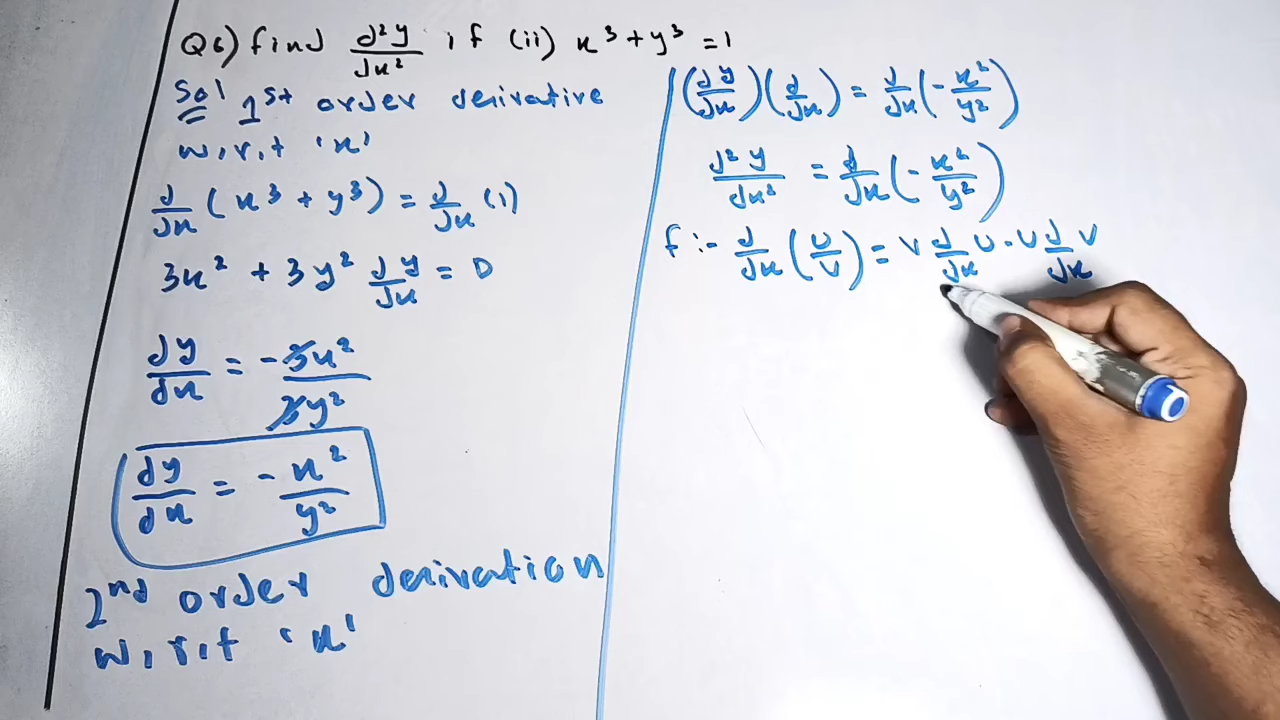 Q6) find d²y/dx² if (ii) x³ + y³ = 1
Sol 1st order derivative
w.r.t 'x'
d/dx (x³ + y³) = d/dx (1)
3x² + 3y² dy/dx = 0
dy/dx = -3x²/3y²
dy/dx = - x²/y²
2nd order derivation
w.r.t 'x'
(dy/dx)(d/dx) = d/dx (- x²/y²)
d²y/dx² = d/dx (- x²/y²)
f :- d/dx (U/V) = V d/dx U - U d/dx V